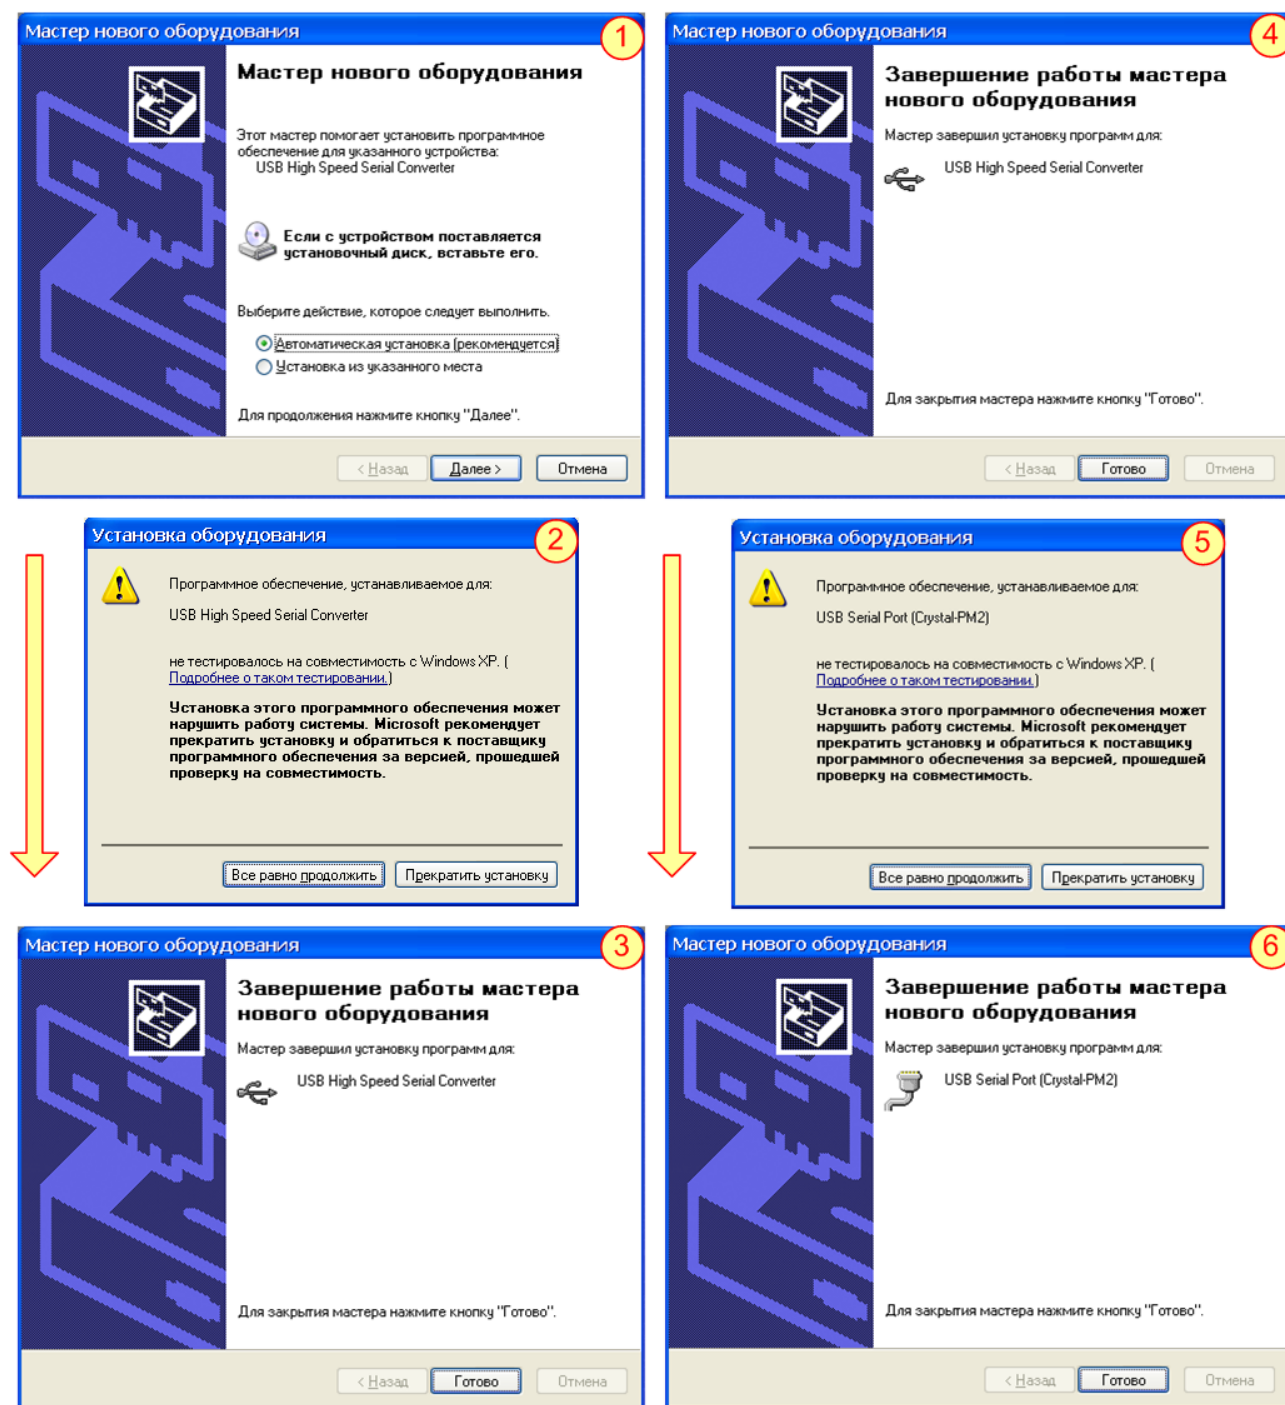 Мастер нового оборудования
1
Мастер нового оборудования
Этот мастер помогает установить программное
обеспечение для указанного устройства:
USB High Speed Serial Converter
Если с устройством поставляется
установочный диск, вставьте его.
Выберите действие, которое следует выполнить.
Автоматическая установка (рекомендуется)
Установка из указанного места
Для продолжения нажмите кнопку "Далее".
< Назад
Далее >
Отмена
Установка оборудования
2
Программное обеспечение, устанавливаемое для:
USB High Speed Serial Converter
не тестировалось на совместимость с Windows XP. (
Подробнее о таком тестировании.)
Установка этого программного обеспечения может
нарушить работу системы. Microsoft рекомендует
прекратить установку и обратиться к поставщику
программного обеспечения за версией, прошедшей
проверку на совместимость.
Все равно продолжить
Прекратить установку
Мастер нового оборудования
3
Завершение работы мастера
нового оборудования
Мастер завершил установку программ для:
USB High Speed Serial Converter
Для закрытия мастера нажмите кнопку "Готово".
< Назад
Готово
Отмена
Мастер нового оборудования
4
Завершение работы мастера
нового оборудования
Мастер завершил установку программ для:
USB High Speed Serial Converter
Для закрытия мастера нажмите кнопку "Готово".
< Назад
Готово
Отмена
Установка оборудования
5
Программное обеспечение, устанавливаемое для:
USB Serial Port (Crystal-PM2)
не тестировалось на совместимость с Windows XP. (
Подробнее о таком тестировании.)
Установка этого программного обеспечения может
нарушить работу системы. Microsoft рекомендует
прекратить установку и обратиться к поставщику
программного обеспечения за версией, прошедшей
проверку на совместимость.
Все равно продолжить
Прекратить установку
Мастер нового оборудования
6
Завершение работы мастера
нового оборудования
Мастер завершил установку программ для:
USB Serial Port (Crystal-PM2)
Для закрытия мастера нажмите кнопку "Готово".
< Назад
Готово
Отмена